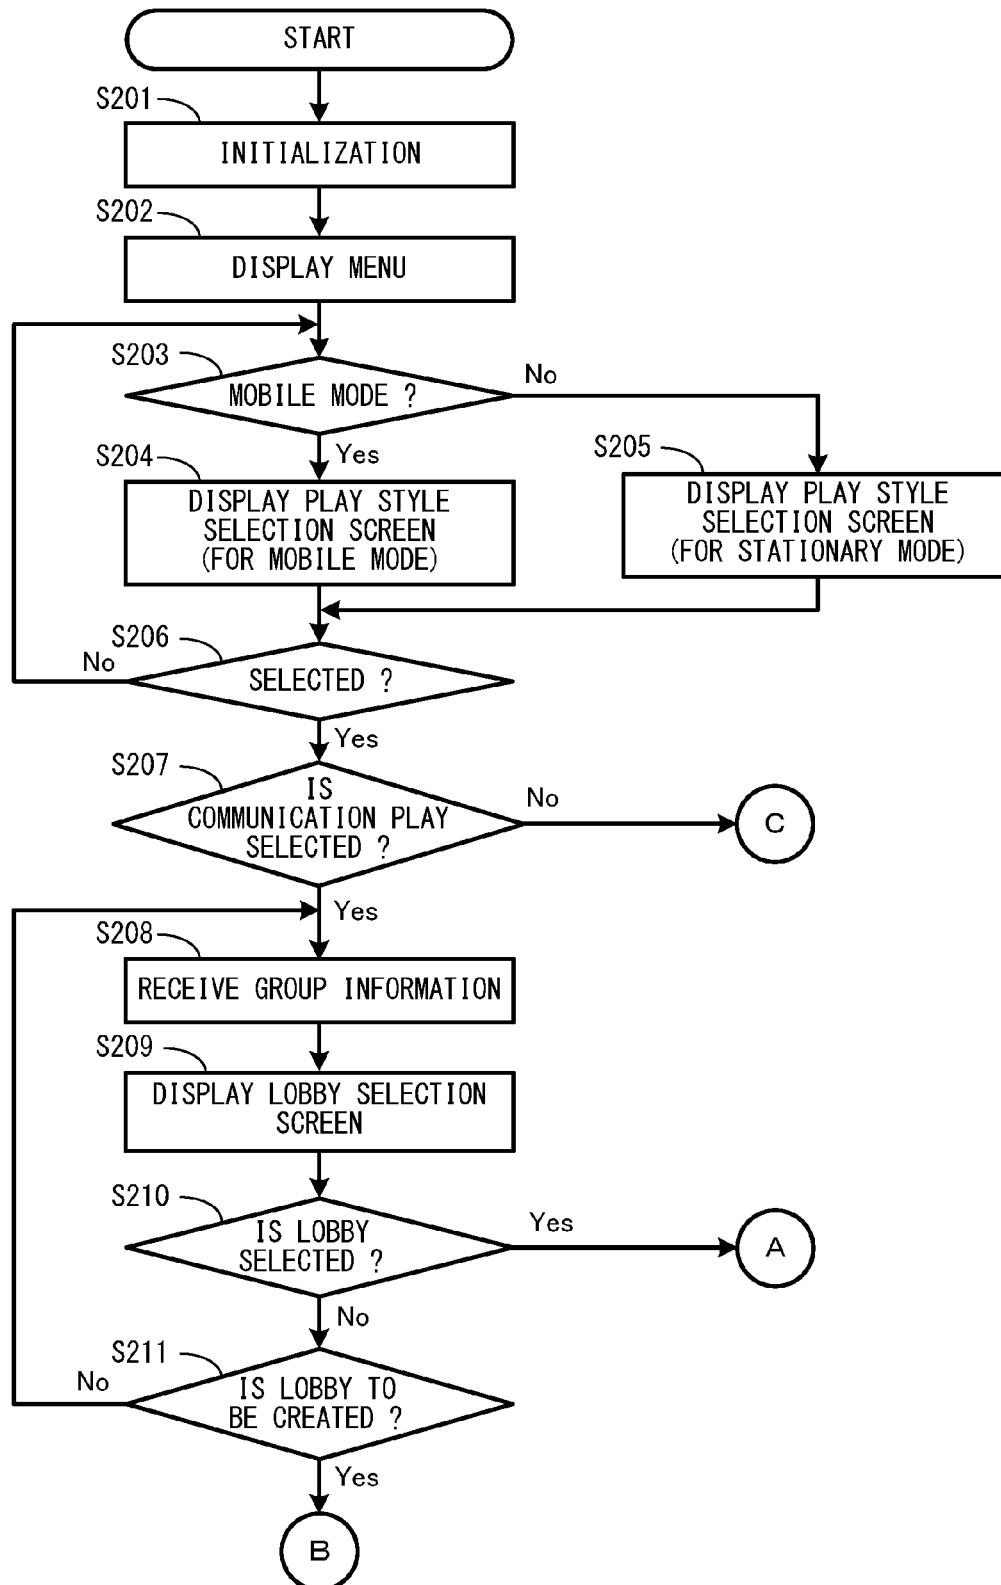 START
S201
INITIALIZATION
S202
DISPLAY MENU
S203
MOBILE MODE ?
No
Yes
S204
DISPLAY PLAY STYLE
SELECTION SCREEN
(FOR MOBILE MODE)
S205
DISPLAY PLAY STYLE
SELECTION SCREEN
(FOR STATIONARY MODE)
S206
No
SELECTED ?
Yes
S207
IS
COMMUNICATION PLAY
SELECTED ?
No
C
Yes
S208
RECEIVE GROUP INFORMATION
S209
DISPLAY LOBBY SELECTION
SCREEN
S210
IS LOBBY
SELECTED ?
Yes
A
No
S211
No
IS LOBBY TO
BE CREATED ?
Yes
B